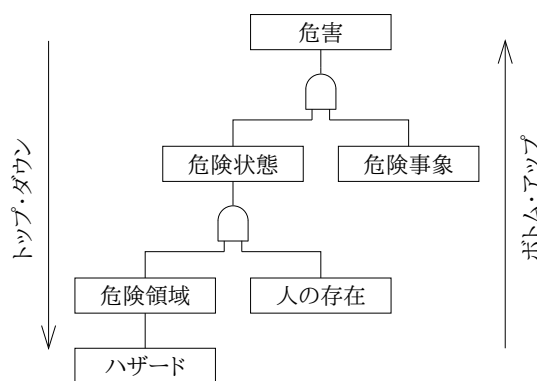 危害
危険状態
危険事象
危険領域
人の存在
ハザード
トップ・ダウン
ボトム・アップ